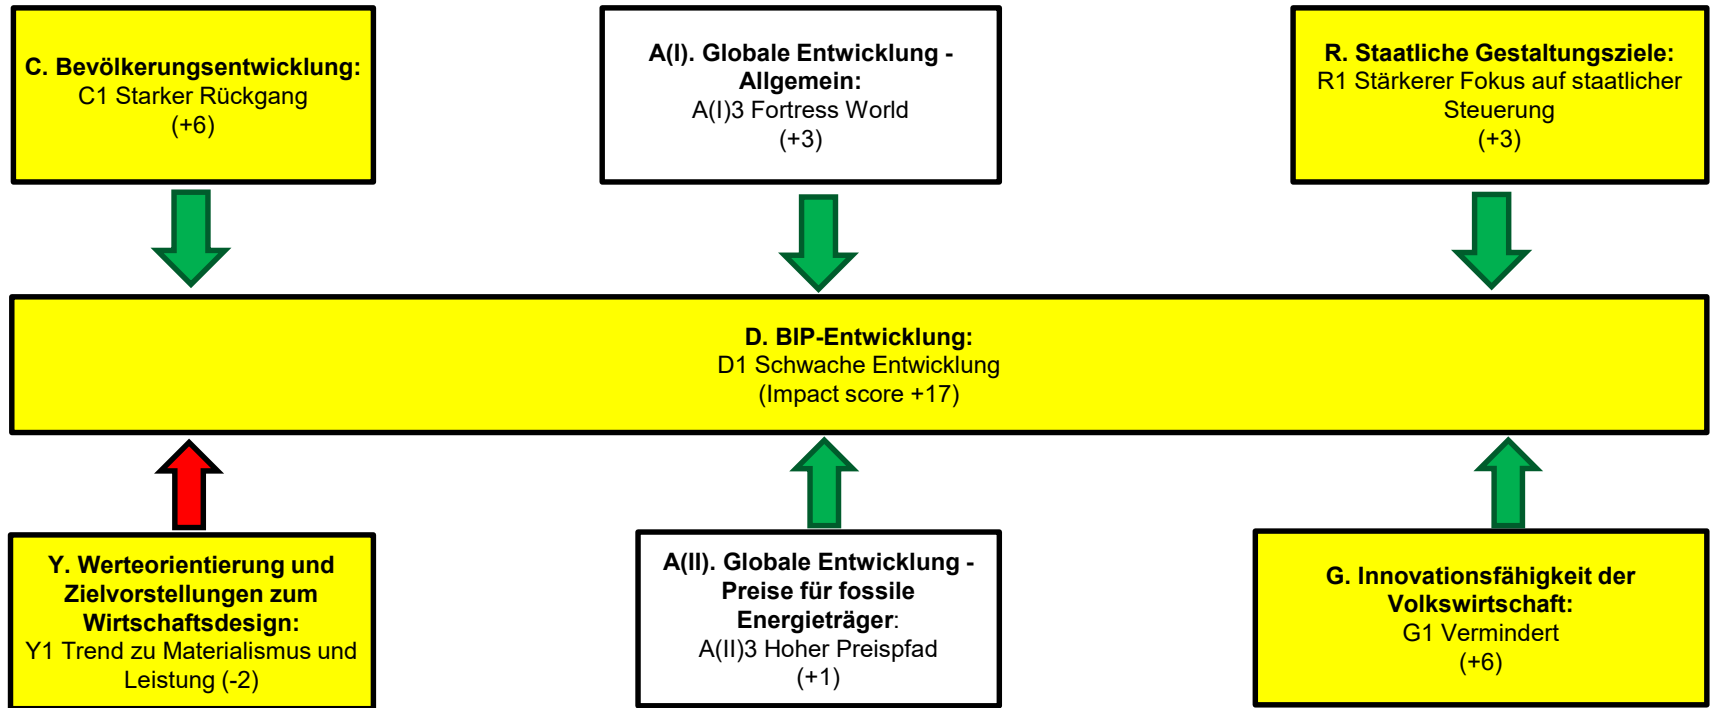 C. Bevölkerungsentwicklung:
C1 Starker Rückgang
(+6)
A(I). Globale Entwicklung -
Allgemein:
A(I)3 Fortress World
(+3)
R. Staatliche Gestaltungsziele:
R1 Stärkerer Fokus auf staatlicher
Steuerung
(+3)
D. BIP-Entwicklung:
D1 Schwache Entwicklung
(Impact score +17)
Y. Werteorientierung und
Zielvorstellungen zum
Wirtschaftsdesign:
Y1 Trend zu Materialismus und
Leistung (-2)
A(II). Globale Entwicklung -
Preise für fossile
Energieträger:
A(II)3 Hoher Preispfad
(+1)
G. Innovationsfähigkeit der
Volkswirtschaft:
G1 Vermindert
(+6)